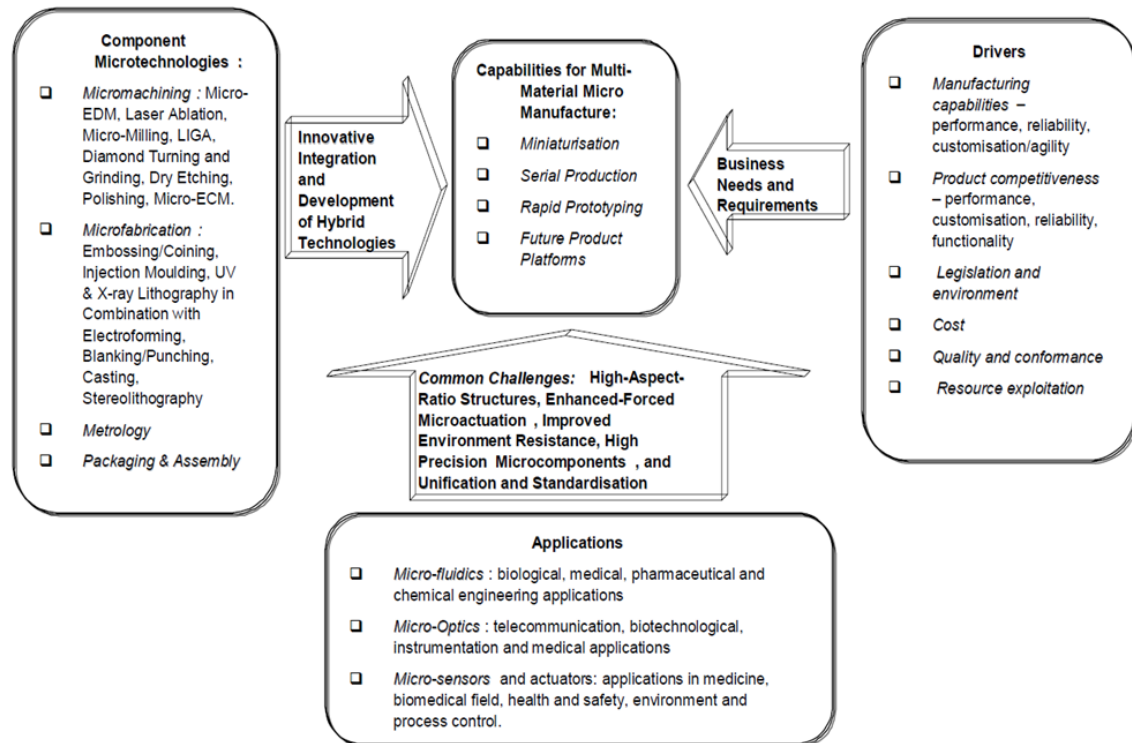 Component
Microtechnologies :
❑ Micromachining : Micro-
EDM, Laser Ablation,
Micro-Milling, LIGA,
Diamond Turning and
Grinding, Dry Etching,
Polishing, Micro-ECM.
❑ Microfabrication :
Embossing/Coining,
Injection Moulding, UV
& X-ray Lithography in
Combination with
Electroforming,
Blanking/Punching,
Casting,
Stereolithography
❑ Metrology
❑ Packaging & Assembly
Innovative
Integration
and
Development
of Hybrid
Technologies
Capabilities for Multi-
Material Micro
Manufacture:
❑ Miniaturisation
❑ Serial Production
❑ Rapid Prototyping
❑ Future Product
Platforms
Business
Needs and
Requirements
Drivers
❑ Manufacturing
capabilities –
performance, reliability,
customisation/agility
❑ Product competitiveness
– performance,
customisation, reliability,
functionality
❑ Legislation and
environment
❑ Cost
❑ Quality and conformance
❑ Resource exploitation
Common Challenges: High-Aspect-
Ratio Structures, Enhanced-Forced
Microactuation , Improved
Environment Resistance, High
Precision Microcomponents , and
Unification and Standardisation
Applications
❑ Micro-fluidics : biological, medical, pharmaceutical and
chemical engineering applications
❑ Micro-Optics : telecommunication, biotechnological,
instrumentation and medical applications
❑ Micro-sensors and actuators: applications in medicine,
biomedical field, health and safety, environment and
process control.